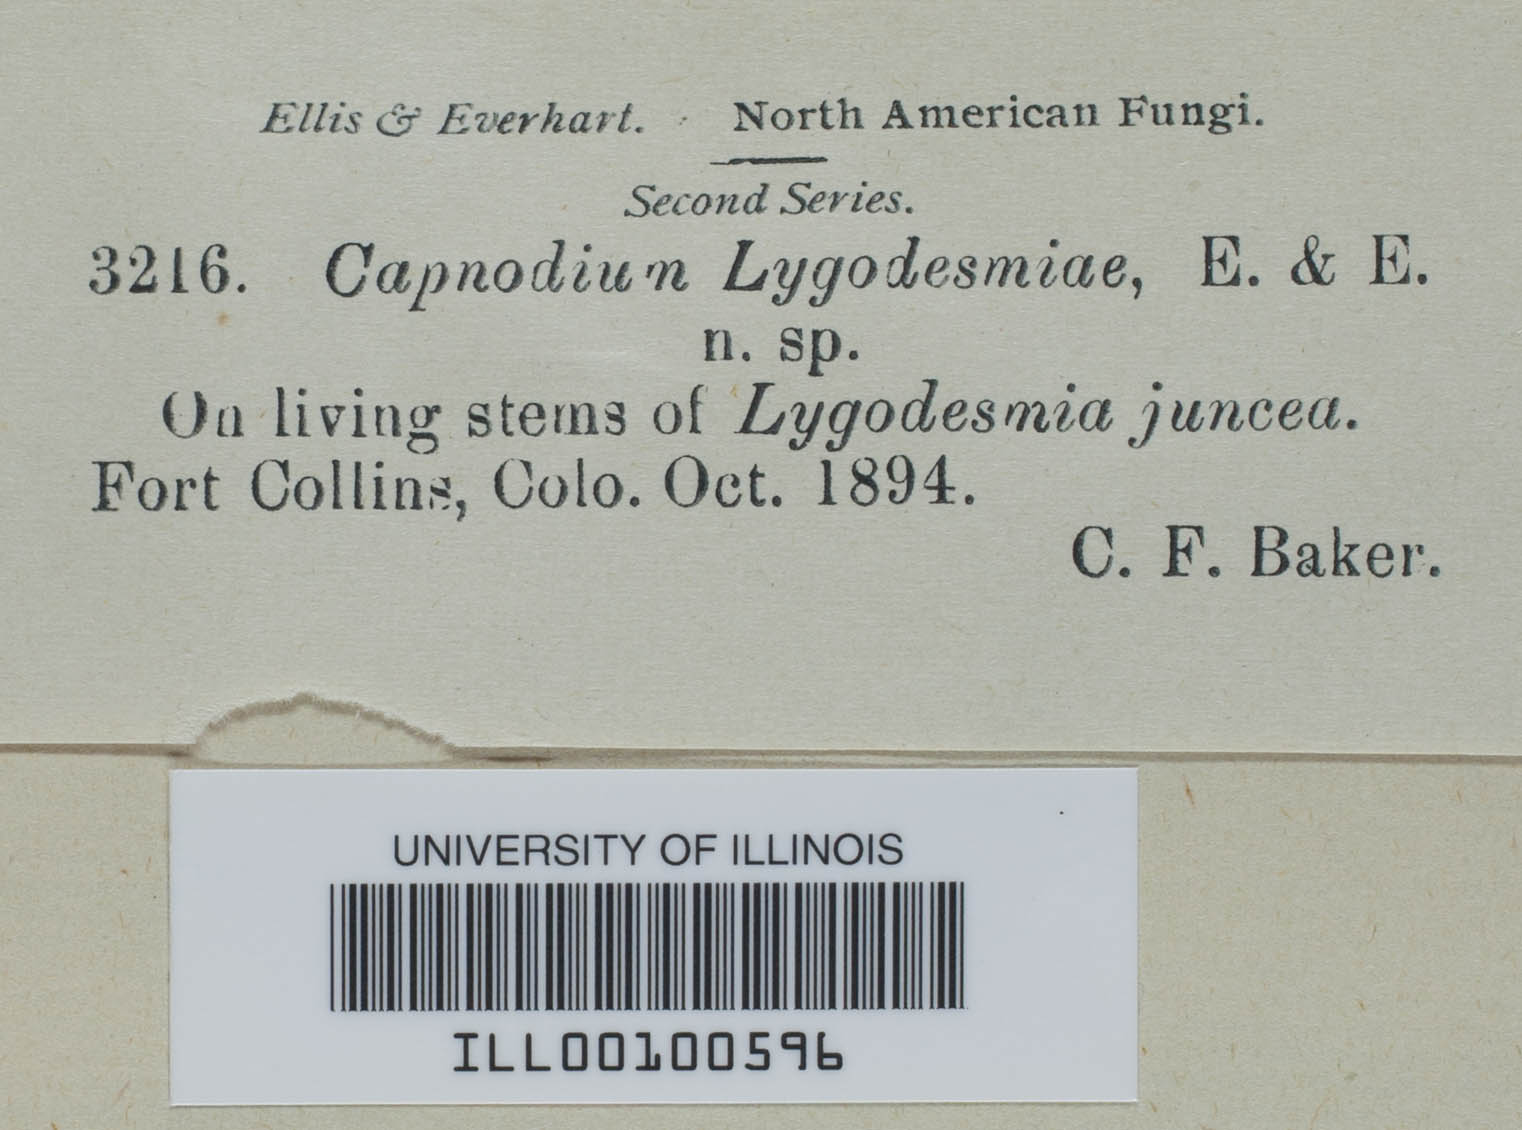 Ellis & Everhart. North American Fungi.
Second Series.
3216. Capnodium Lygodesmiae, E. & E.
n. sp.
On living stems of Lygodesmia juncea.
Fort Collins, Colo. Oct. 1894.
C. F. Baker.
UNIVERSITY OF ILLINOIS
ILL00100596